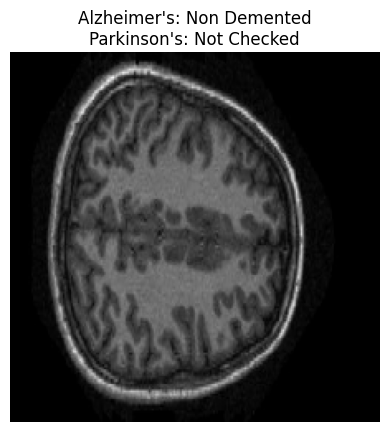 Alzheimer's: Non Demented
Parkinson's: Not Checked